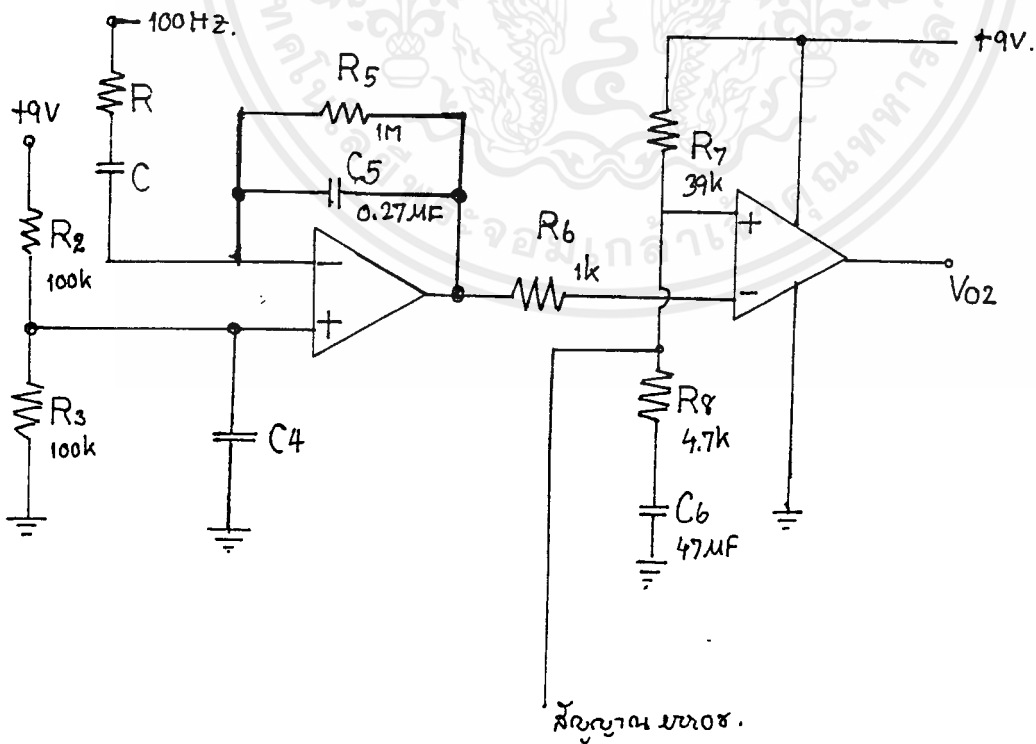 100HZ.
+9V.
R5
1M
+9V
R
R7
39k
C
C5
0.27MF
R2
100k
R6
1k
+
-
-
+
V02
R3
100k
C4
R8
4.7k
C6
47MF
สัญญาณ error.